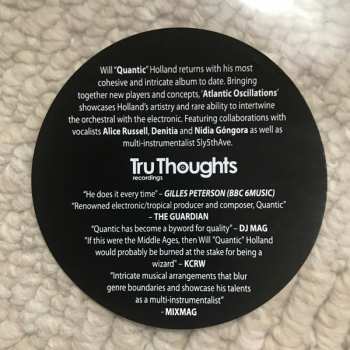 Will “Quantic” Holland returns with his most
cohesive and intricate album to date. Bringing
together new players and concepts, ‘Atlantic Oscillations’
showcases Holland's artistry and rare ability to intertwine
the orchestral with the electronic. Featuring collaborations with
vocalists Alice Russell, Denitia and Nidia Góngora as well as
multi-instrumentalist Sly5thAve.
Tru Thoughts
recordings
“He does it every time” – GILLES PETERSON (BBC 6MUSIC)
“Renowned electronic/tropical producer and composer, Quantic”
– THE GUARDIAN
“Quantic has become a byword for quality” – DJ MAG
“If this were the Middle Ages, then Will “Quantic” Holland
would probably be burned at the stake for being a
wizard” – KCRW
“Intricate musical arrangements that blur
genre boundaries and showcase his talents
as a multi-instrumentalist”
- MIXMAG